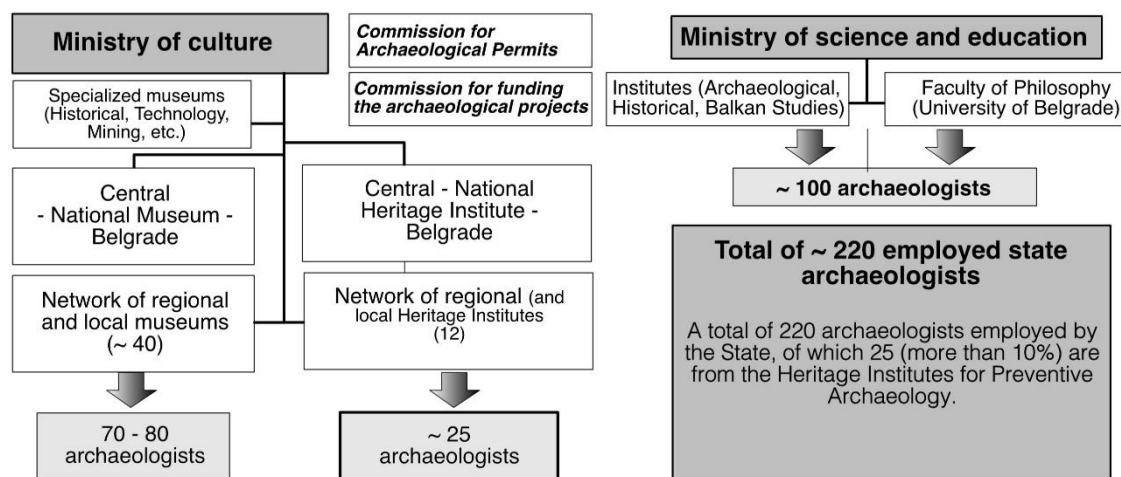 Ministry of culture
Commission for
Archaeological Permits
Commission for funding
the archaeological projects)
Specialized museums
(Historical, Technology,
Mining, etc.)
Central
- National Museum -
Belgrade
Central - National
Heritage Institute -
Belgrade
Network of regional
and local museums
(~ 40)
Network of regional (and
local Heritage Institutes
(12)
70 - 80
archaeologists
~ 25
archaeologists
Ministry of science and education
Institutes (Archaeological,
Historical, Balkan Studies)
Faculty of Philosophy
(University of Belgrade)
~ 100 archaeologists
Total of ~ 220 employed state
archaeologists
A total of 220 archaeologists employed by
the State, of which 25 (more than 10%) are
from the Heritage Institutes for Preventive
Archaeology.